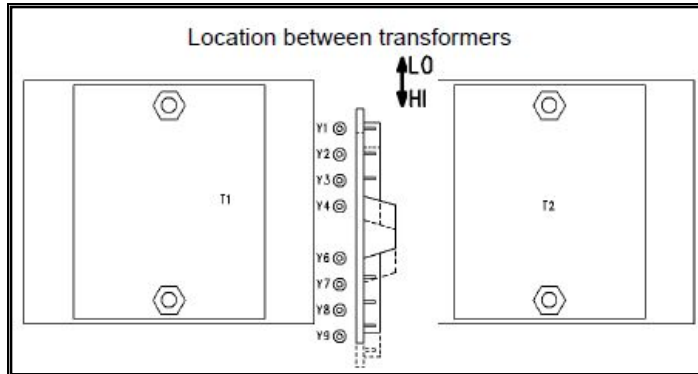 Location between transformers
LO
HI
Y1
Y2
Y3
Y4
T1
T2
Y6
Y7
Y8
Y9